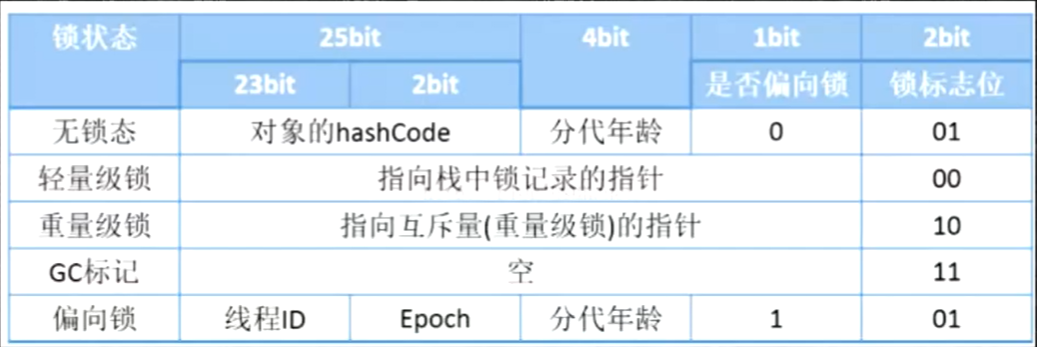 锁状态 25bit 4bit 1bit 2bit
23bit 2bit 是否偏向锁 锁标志位
无锁态 对象的hashCode 分代年龄 0 01
轻量级锁 指向栈中锁记录的指针 00
重量级锁 指向互斥量(重量级锁)的指针 10
GC标记 空 11
偏向锁 线程ID Epoch 分代年龄 1 01